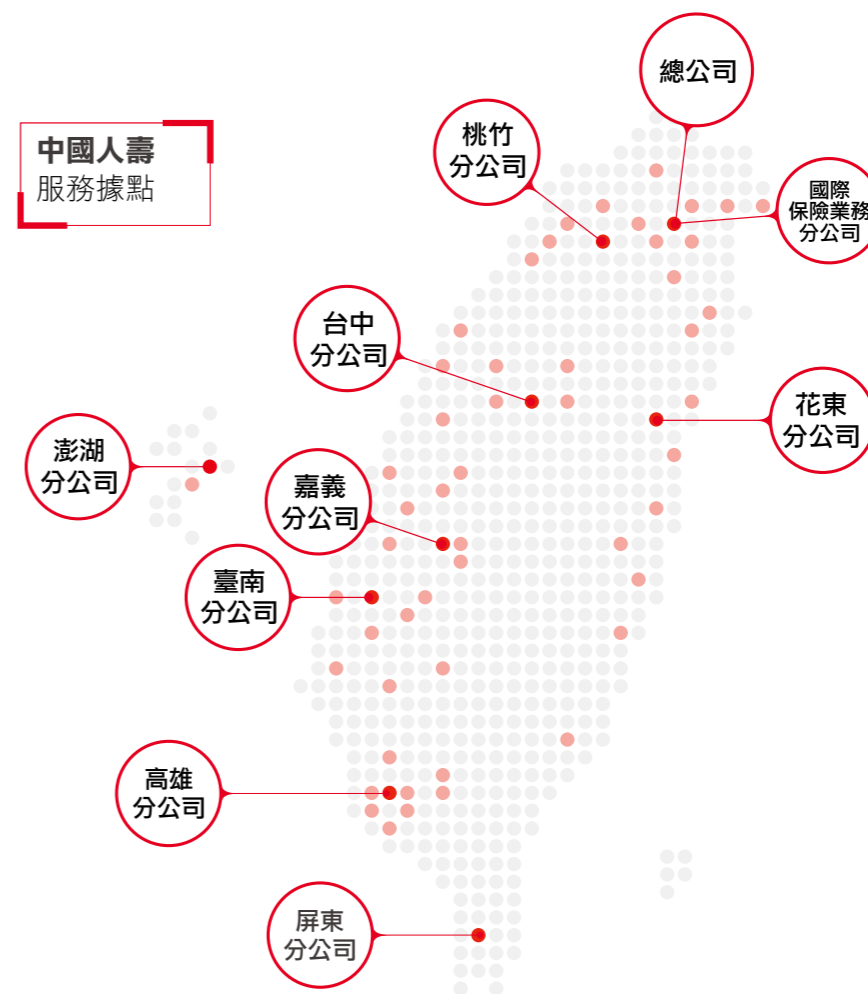 總公司
中國人壽
服務據點
桃竹
分公司
國際
保險業務
分公司
台中
分公司
花東
分公司
澎湖
分公司
嘉義
分公司
臺南
分公司
高雄
分公司
屏東
分公司